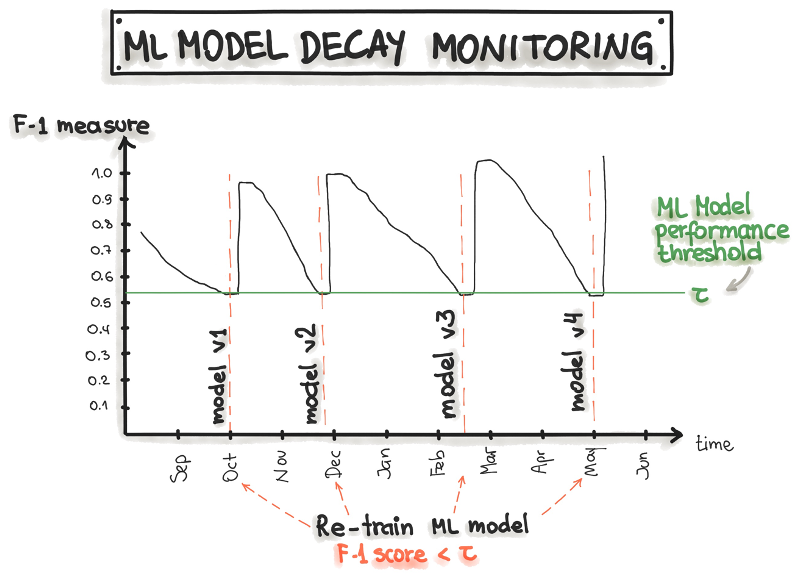 ML MODEL DECAY MONITORING
F-1 measure
1.0
0.9
0.8
0.7
0.6
0.5
0.4
0.3
0.2
0.1
ML Model
performance
threshold
τ
model v1
model v2
model v3
model v4
Sep
Oct
Nov
Dec
Jan
Feb
Mar
Apr
May
Jun
time
Re-train ML model
F-1 score < τ